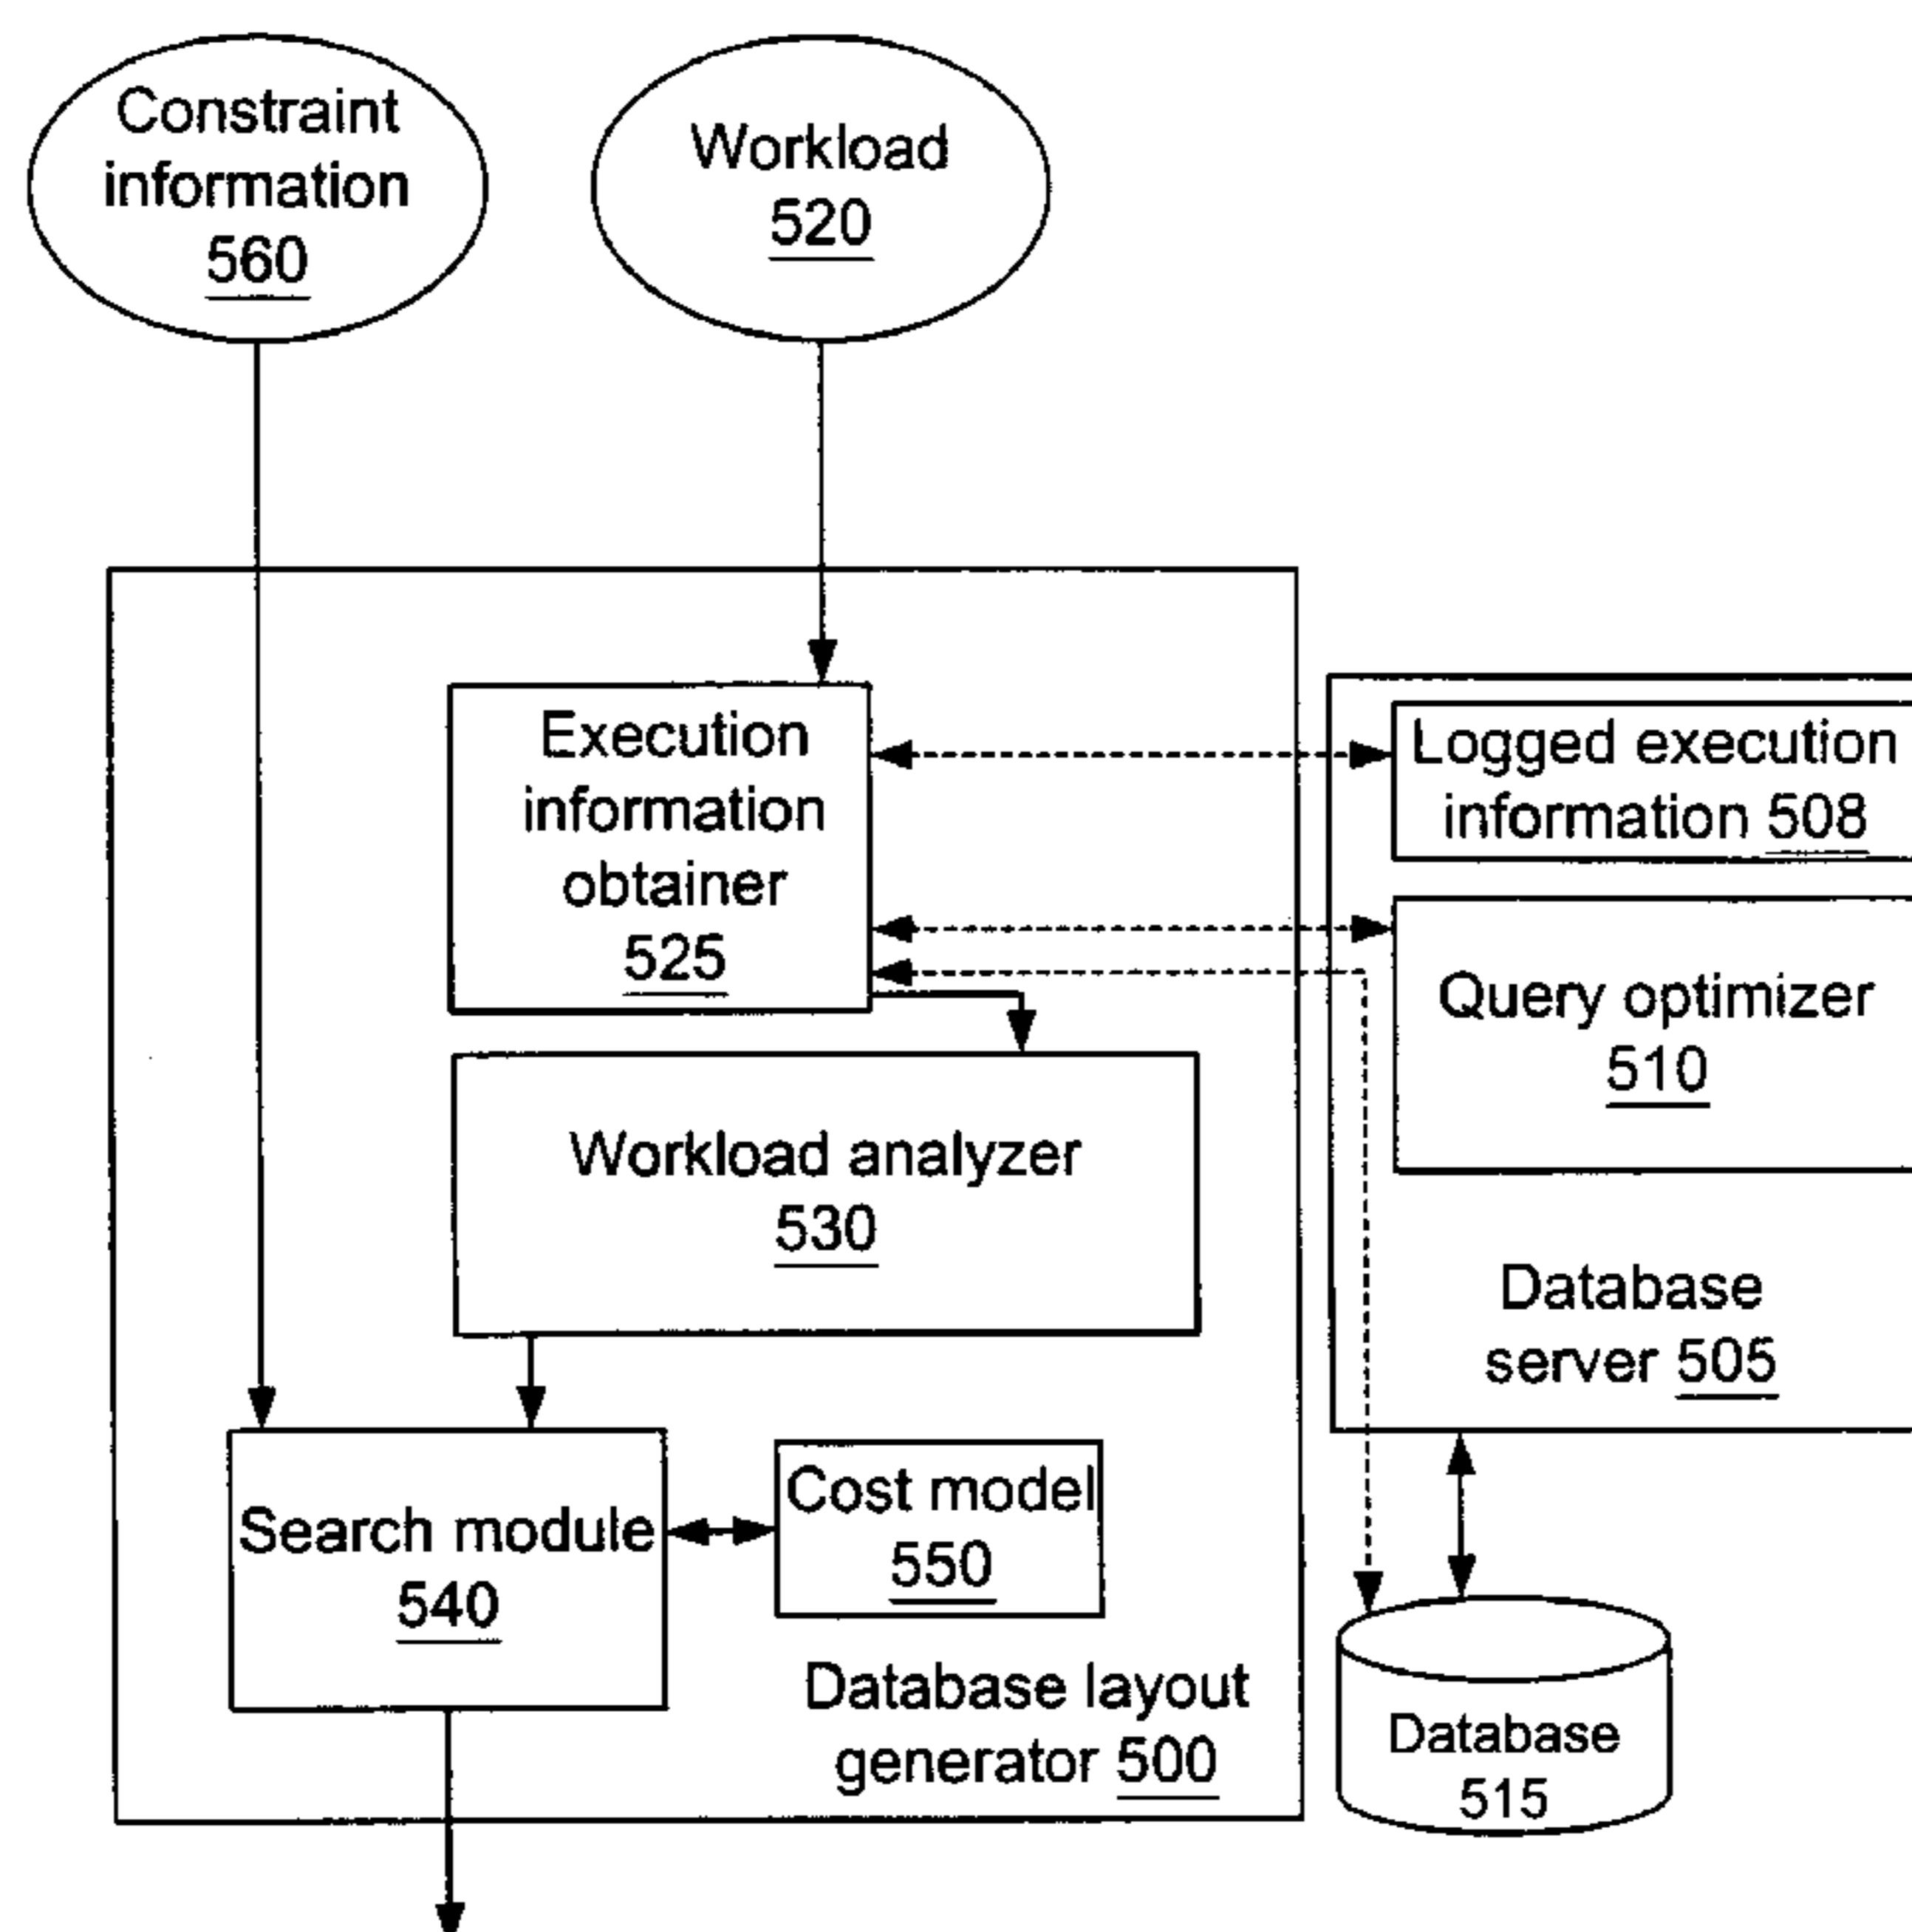 Constraint
information
560
Workload
520
Execution
information
obtainer
525
Logged execution
information 508
Query optimizer
510
Workload analyzer
530
Database
server 505
Search module
540
Cost model
550
Database layout
generator 500
Database
515